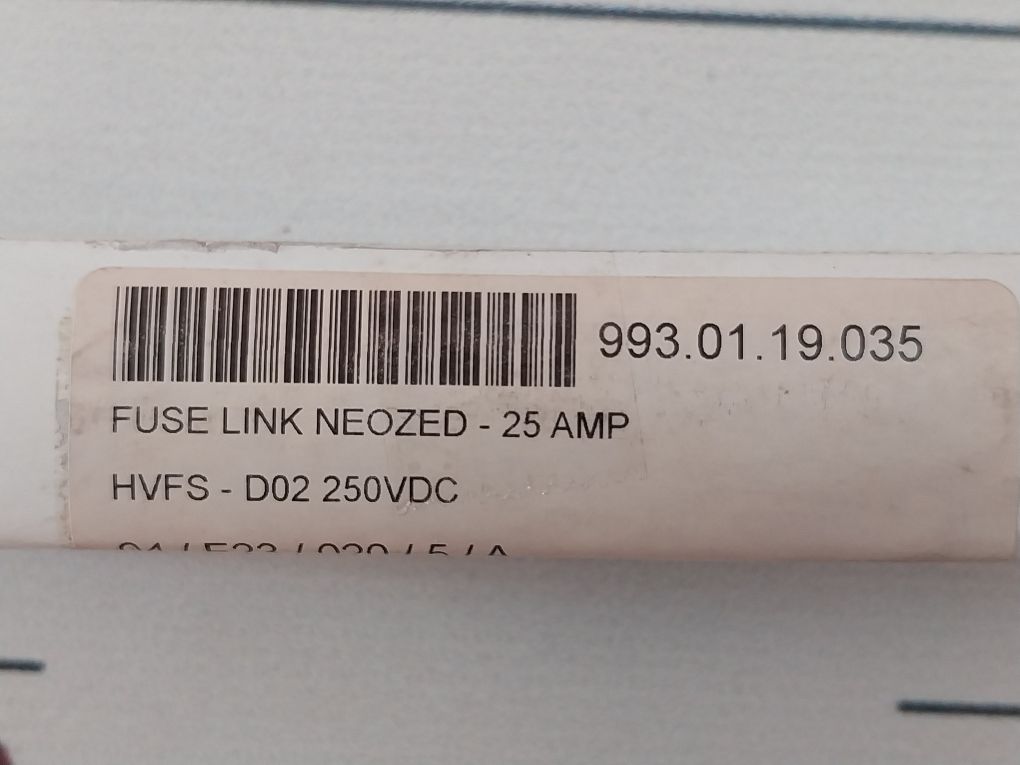 993.01.19.035
FUSE LINK NEOZED - 25 AMP
HVFS - D02 250VDC